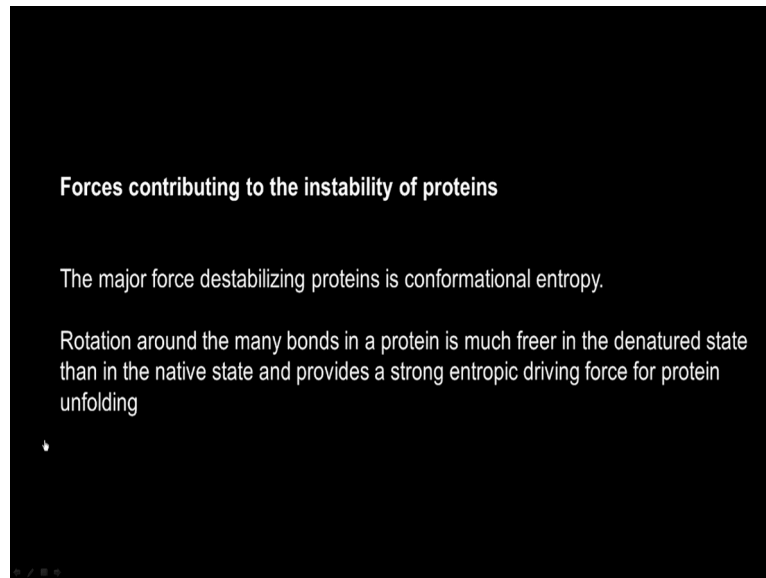 Forces contributing to the instability of proteins
The major force destabilizing proteins is conformational entropy.
Rotation around the many bonds in a protein is much freer in the denatured state
than in the native state and provides a strong entropic driving force for protein
unfolding